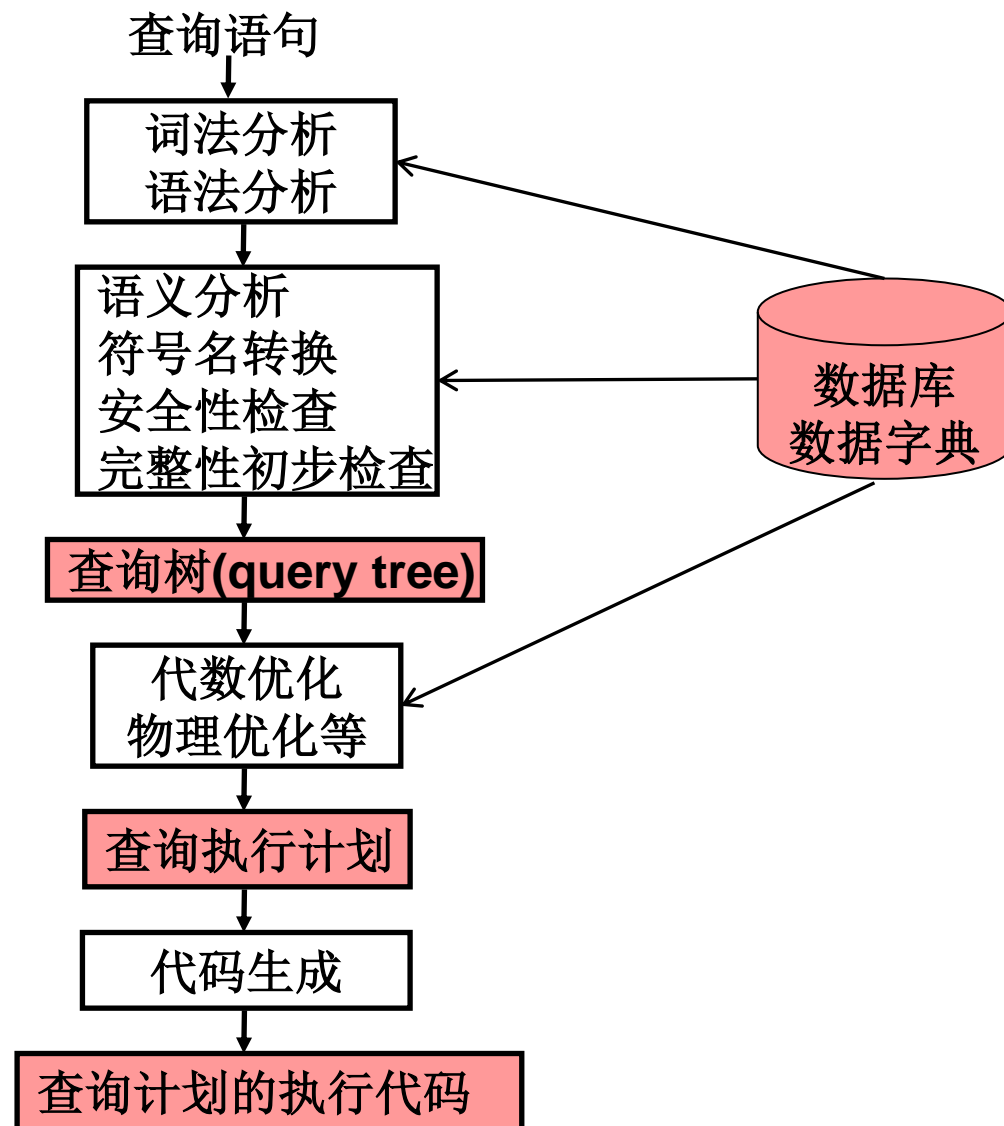 查询语句
词法分析
语法分析
语义分析
符号名转换
安全性检查
完整性初步检查
数据库
数据字典
查询树(query tree)
代数优化
物理优化等
查询执行计划
代码生成
查询计划的执行代码